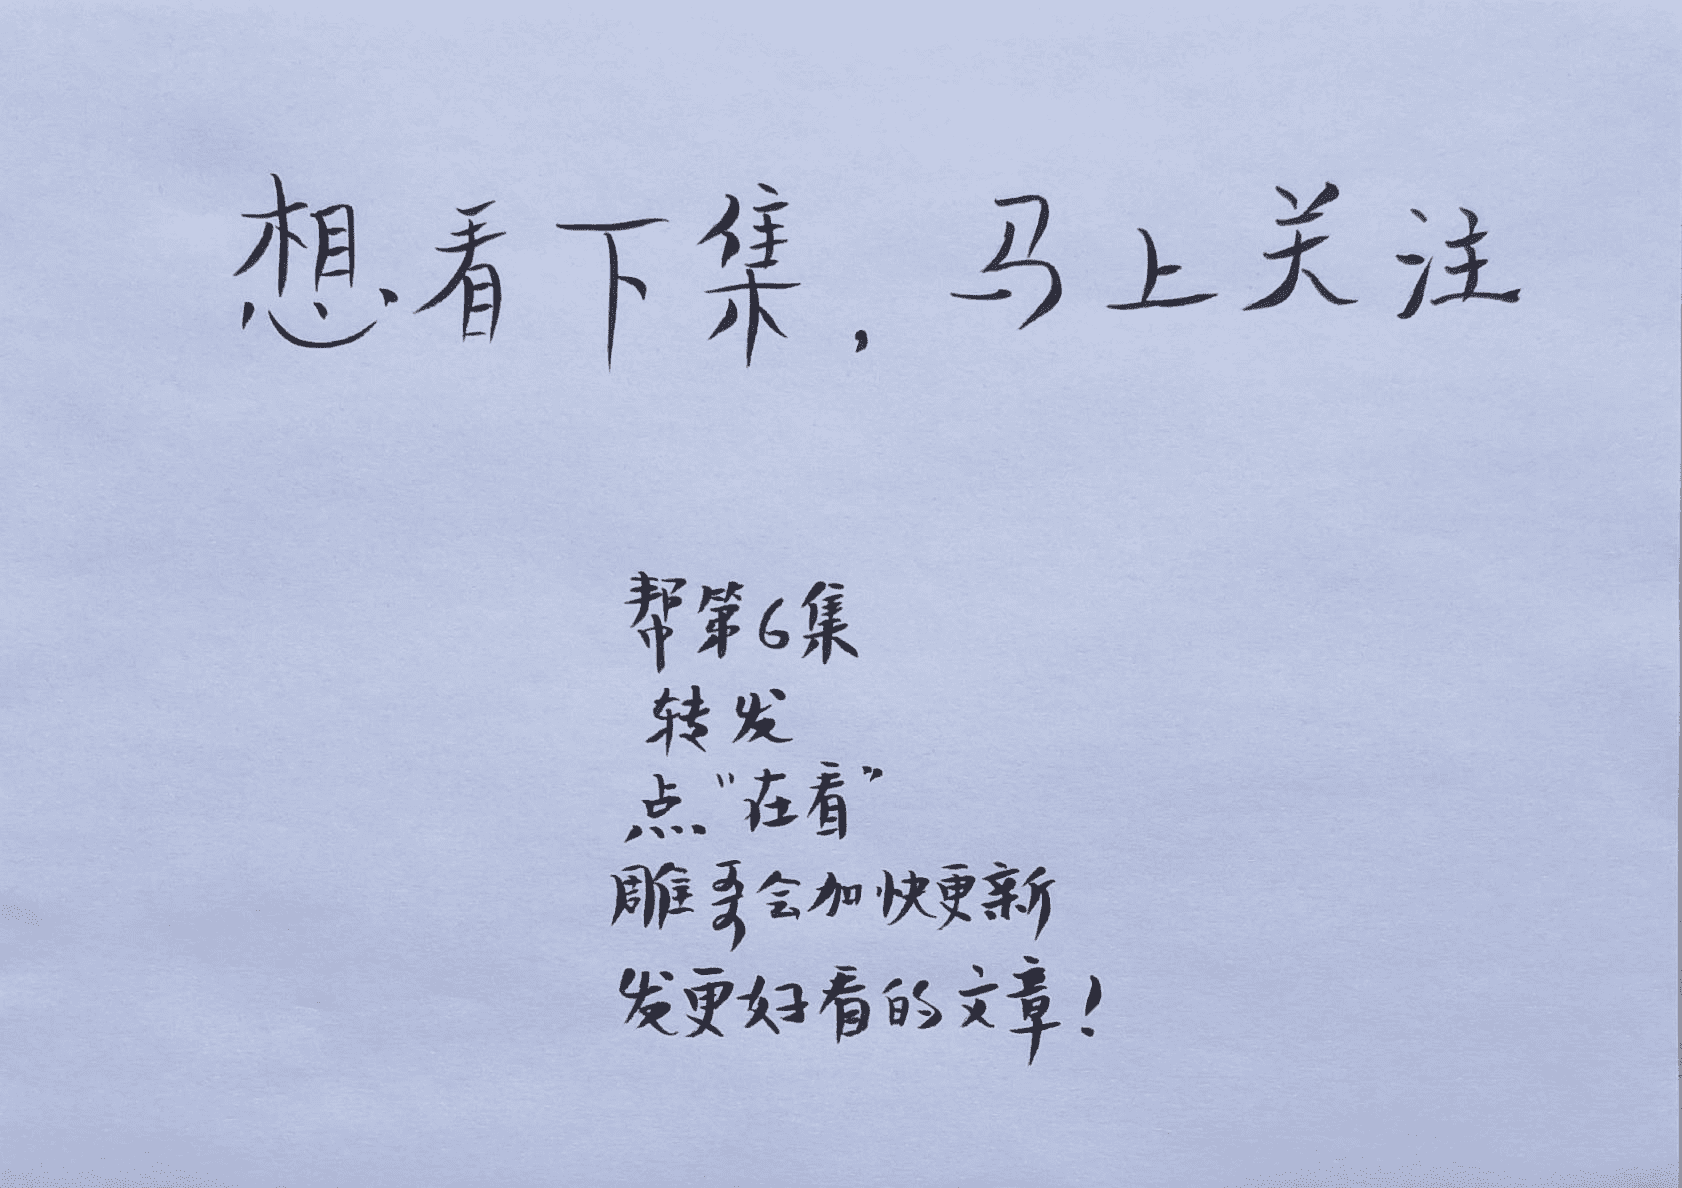 想看下集，马上关注
帮第6集
转发
点“在看”
雕哥会加快更新
发更好看的文章！